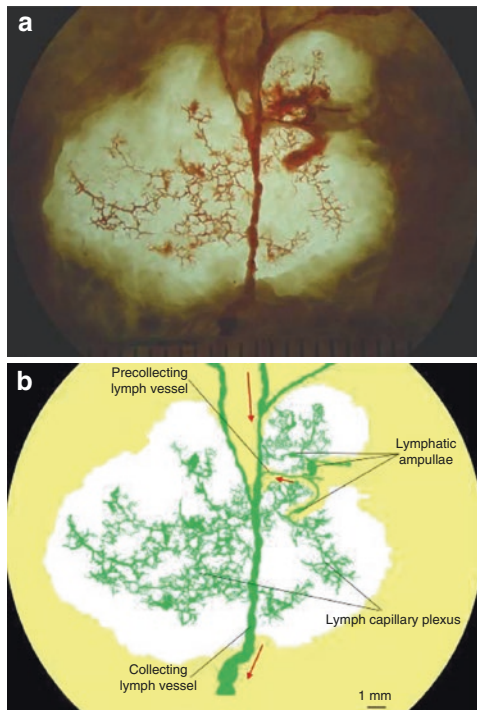 a
b
Precollecting
lymph vessel
Lymphatic
ampullae
Lymph capillary plexus
Collecting
lymph vessel
1 mm